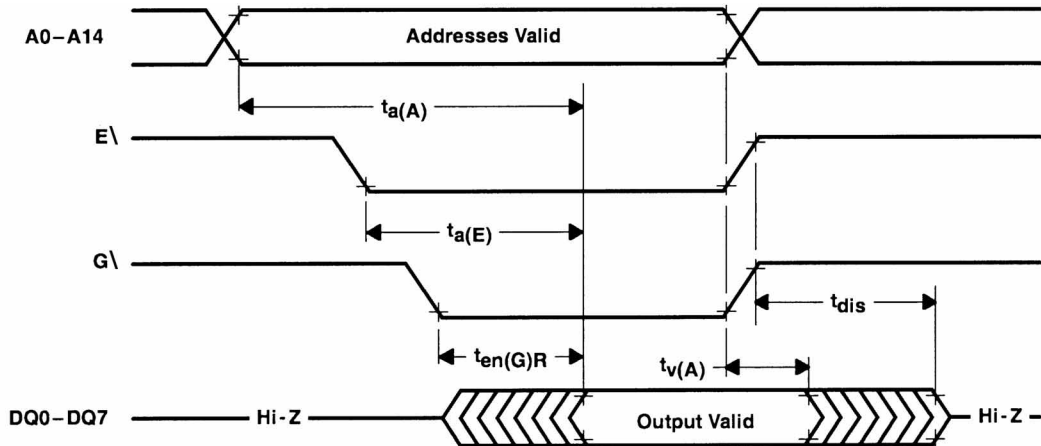 A0–A14 Addresses Valid
ta(A)
E\
ta(E)
G\
tdis
ten(G)R
tv(A)
DQ0–DQ7 Hi-Z Output Valid Hi-Z